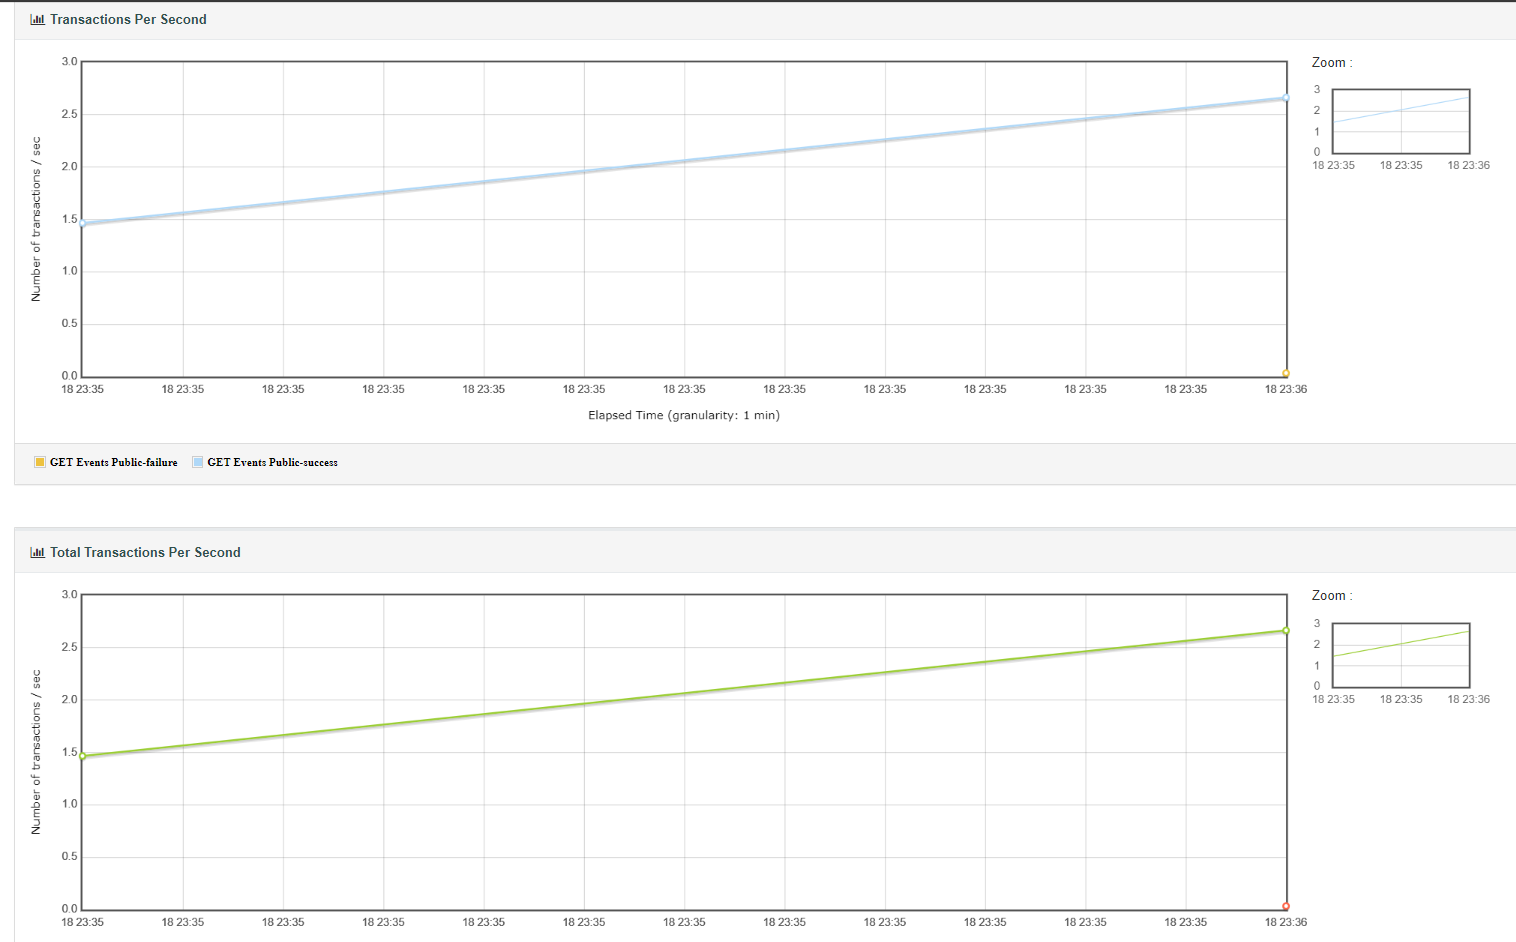 Transactions Per Second
Zoom :
3.0
2.5
2.0
1.5
1.0
0.5
0.0
Number of transactions / sec
18 23:35 18 23:35 18 23:35 18 23:35 18 23:35 18 23:35 18 23:35 18 23:35 18 23:35 18 23:35 18 23:35 18 23:35 18 23:36
Elapsed Time (granularity: 1 min)
3
2
1
0
18 23:35 18 23:35 18 23:36
GET Events Public-failure GET Events Public-success
Total Transactions Per Second
Zoom :
3.0
2.5
2.0
1.5
1.0
0.5
0.0
Number of transactions / sec
18 23:35 18 23:35 18 23:35 18 23:35 18 23:35 18 23:35 18 23:35 18 23:35 18 23:35 18 23:35 18 23:35 18 23:35 18 23:36
3
2
1
0
18 23:35 18 23:35 18 23:36